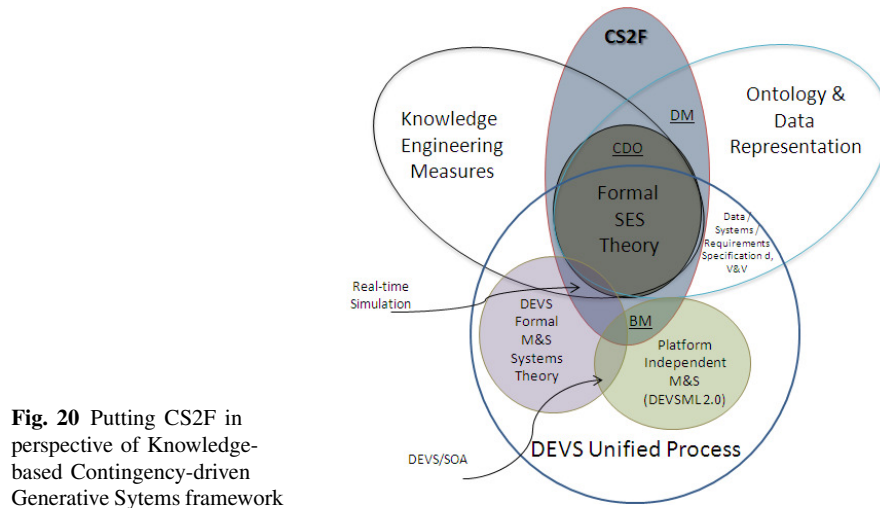 CS2F
Knowledge
Engineering
Measures
DM
Ontology &
Data
Representation
CDO
Formal
SES
Theory
Data /
Systems /
Requirements
Specification d,
V&V
Real-time
Simulation
DEVS
Formal
M&S
Systems
Theory
BM
Platform
Independent
M&S
(DEVSML 2.0)
DEVS Unified Process
DEVS/SOA
Fig. 20 Putting CS2F in
perspective of Knowledge-
based Contingency-driven
Generative Sytems framework